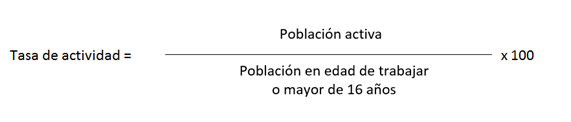 Población activa
Tasa de actividad = x 100
Población en edad de trabajar
o mayor de 16 años